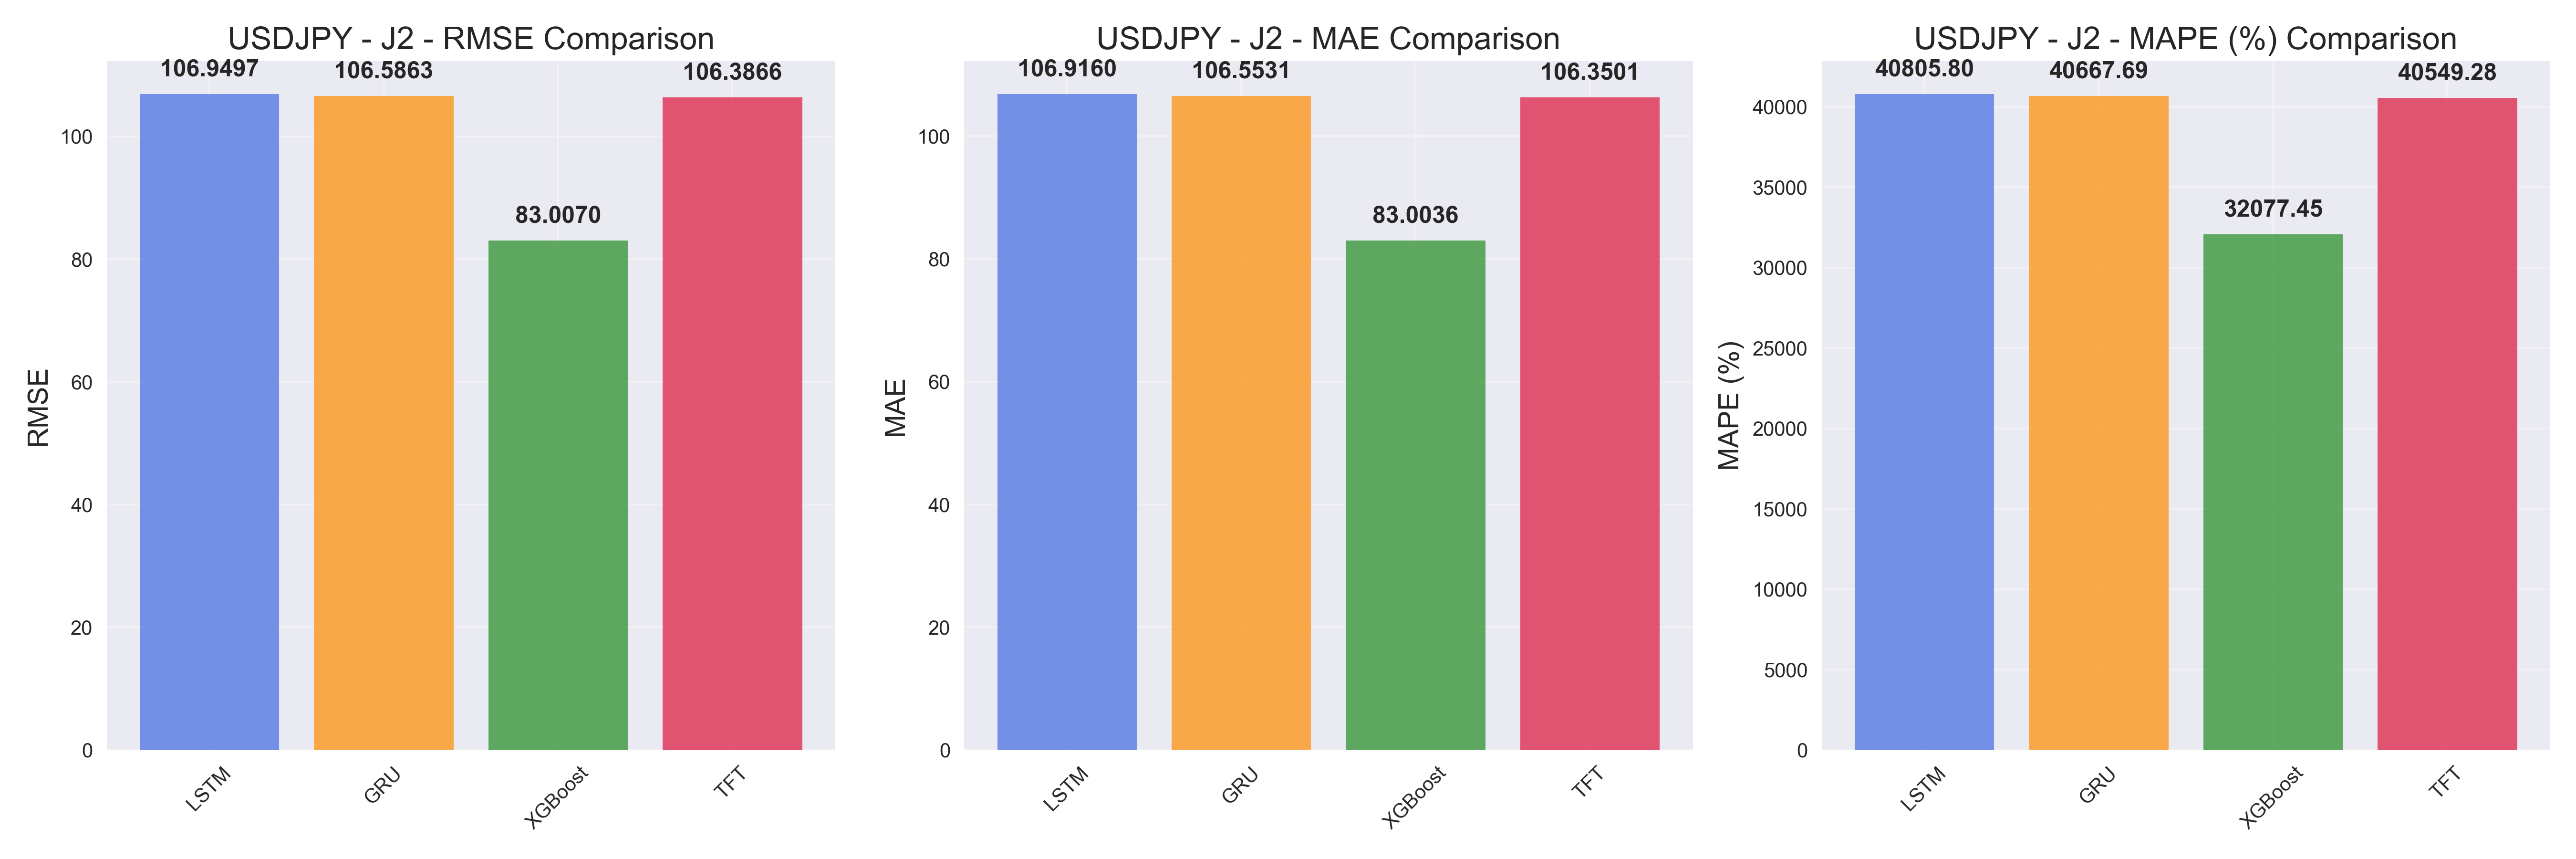 USDJPY - J2 - RMSE Comparison
106.9497
106.5863
83.0070
106.3866
RMSE
100
80
60
40
20
0
LSTM
GRU
XGBoost
TFT
USDJPY - J2 - MAE Comparison
106.9160
106.5531
83.0036
106.3501
MAE
100
80
60
40
20
0
LSTM
GRU
XGBoost
TFT
USDJPY - J2 - MAPE (%) Comparison
40805.80
40667.69
32077.45
40549.28
MAPE (%)
40000
35000
30000
25000
20000
15000
10000
5000
0
LSTM
GRU
XGBoost
TFT